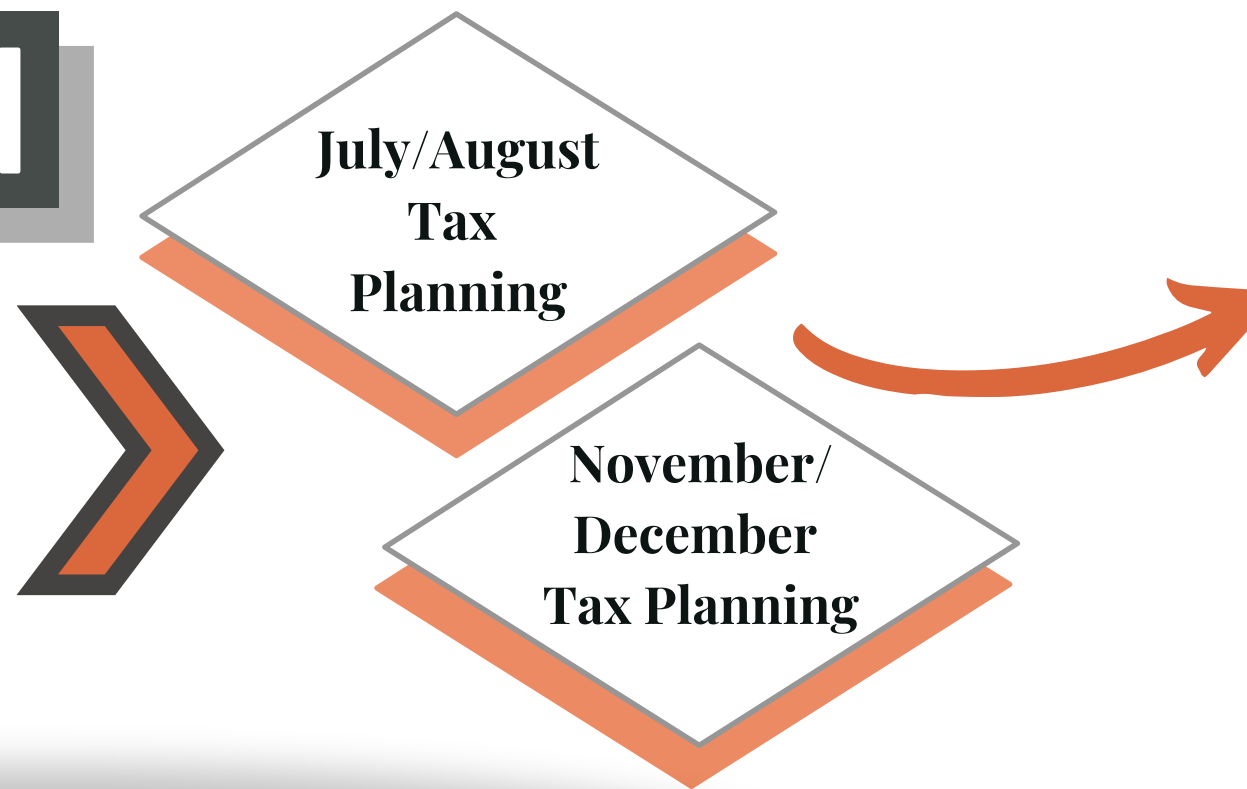 July/August
Tax
Planning
November/
December
Tax Planning